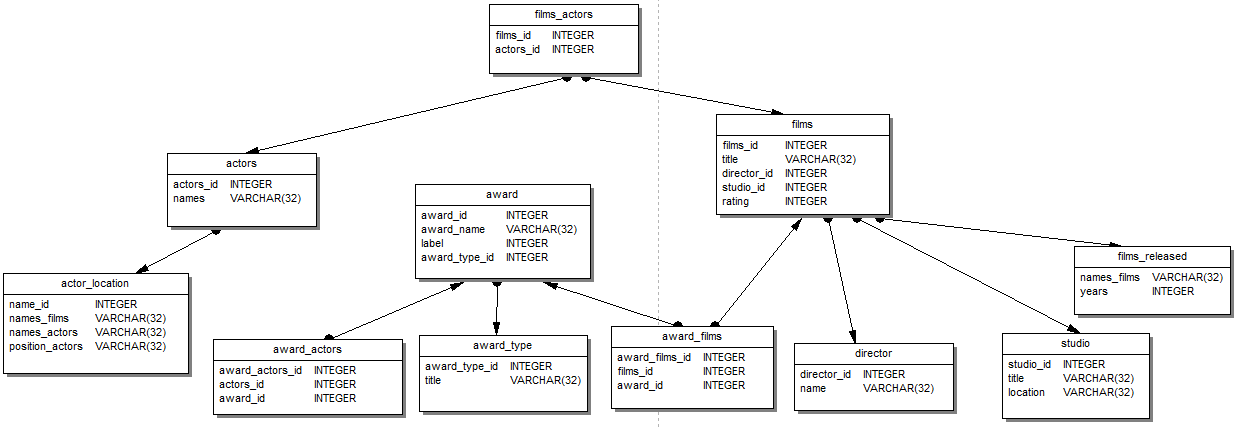 films_actors
films_id INTEGER
actors_id INTEGER
films
films_id INTEGER
title VARCHAR(32)
director_id INTEGER
studio_id INTEGER
rating INTEGER
actors
actors_id INTEGER
names VARCHAR(32)
award
award_id INTEGER
award_name VARCHAR(32)
label INTEGER
award_type_id INTEGER
films_released
names_films VARCHAR(32)
years INTEGER
actor_location
name_id INTEGER
names_films VARCHAR(32)
names_actors VARCHAR(32)
position_actors VARCHAR(32)
award_actors
award_actors_id INTEGER
actors_id INTEGER
award_id INTEGER
award_type
award_type_id INTEGER
title VARCHAR(32)
award_films
award_films_id INTEGER
films_id INTEGER
award_id INTEGER
director
director_id INTEGER
name VARCHAR(32)
studio
studio_id INTEGER
title VARCHAR(32)
location VARCHAR(32)